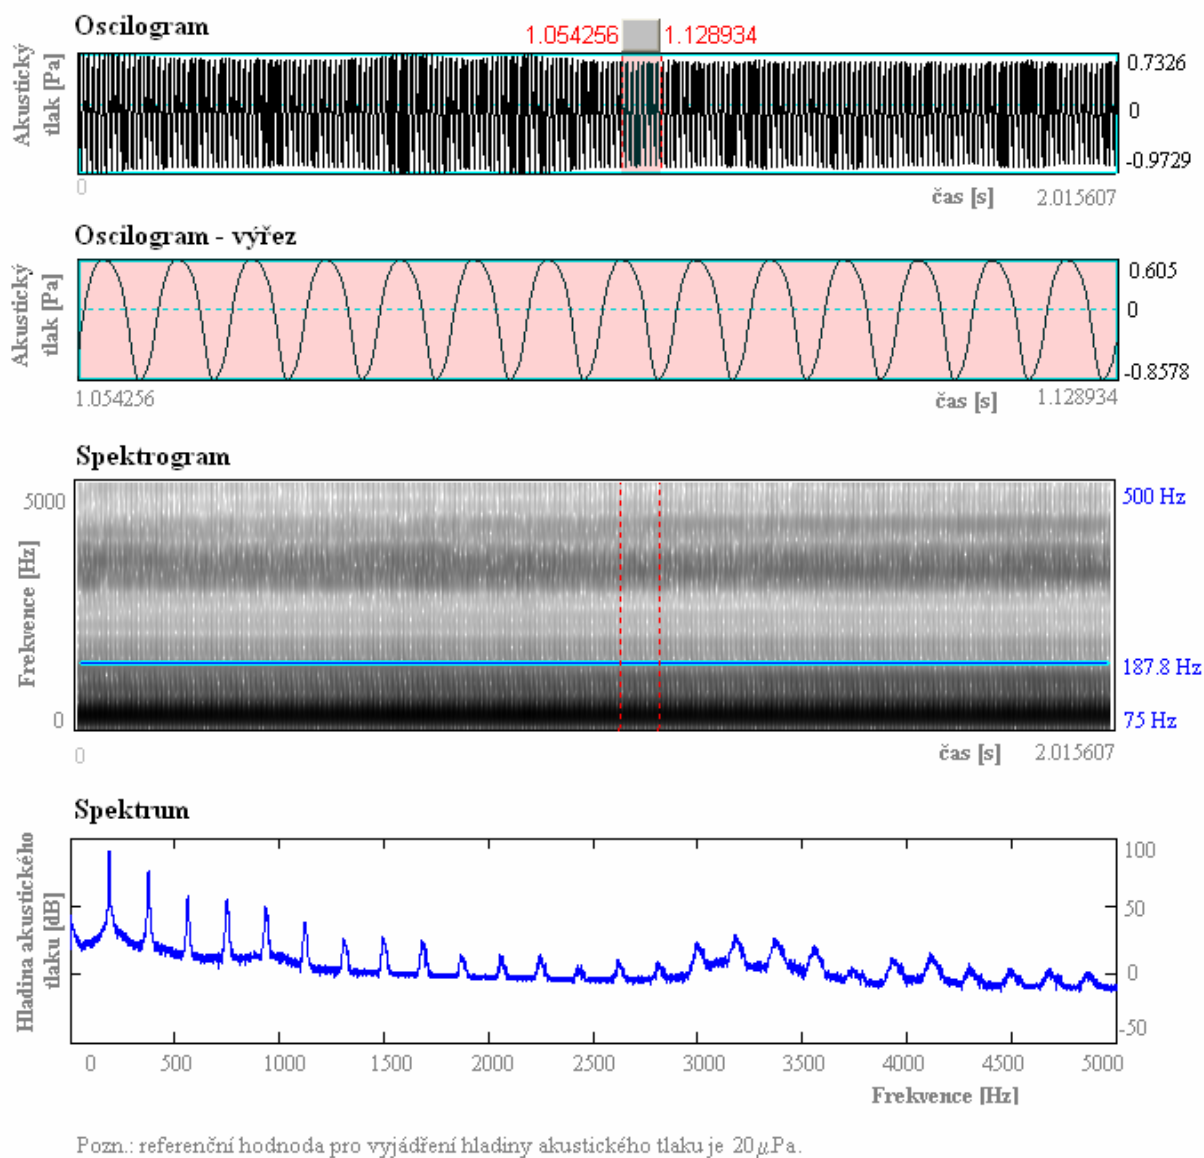 Oscilogram
1.054256 1.128934
Akustický
tlak [Pa]
0.7326
0
-0.9729
0
čas [s] 2.015607
Oscilogram - výřez
Akustický
tlak [Pa]
0.605
0
-0.8578
1.054256
čas [s] 1.128934
Spektrogram
Frekvence [Hz]
5000
0
500 Hz
187.8 Hz
75 Hz
0
čas [s] 2.015607
Spektrum
Hladina akustického
tlaku [dB]
100
50
0
-50
0 500 1000 1500 2000 2500 3000 3500 4000 4500 5000
Frekvence [Hz]
Pozn.: referenční hodnoda pro vyjádření hladiny akustického tlaku je 20µPa.